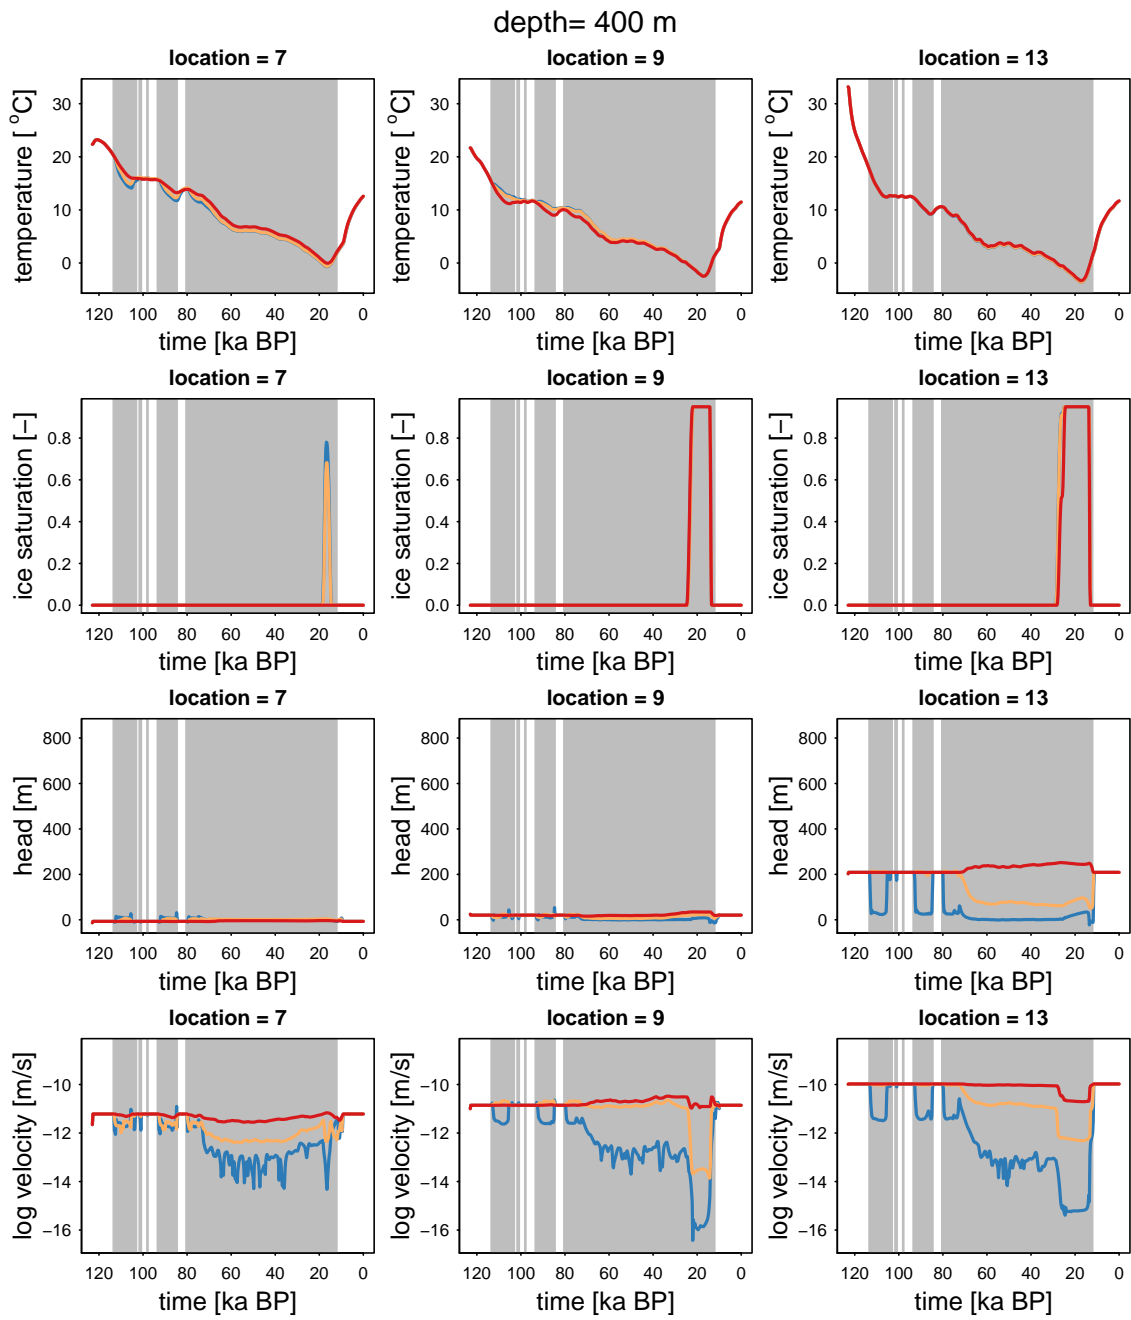 depth= 400 m
location = 7
location = 9
location = 13
temperature [ °C]
30
20
10
0
120 100 80 60 40 20 0
time [ka BP]
temperature [ °C]
30
20
10
0
120 100 80 60 40 20 0
time [ka BP]
temperature [ °C]
30
20
10
0
120 100 80 60 40 20 0
time [ka BP]
location = 7
location = 9
location = 13
ice saturation [−]
0.8
0.6
0.4
0.2
0.0
120 100 80 60 40 20 0
time [ka BP]
ice saturation [−]
0.8
0.6
0.4
0.2
0.0
120 100 80 60 40 20 0
time [ka BP]
ice saturation [−]
0.8
0.6
0.4
0.2
0.0
120 100 80 60 40 20 0
time [ka BP]
location = 7
location = 9
location = 13
head [m]
800
600
400
200
0
120 100 80 60 40 20 0
time [ka BP]
head [m]
800
600
400
200
0
120 100 80 60 40 20 0
time [ka BP]
head [m]
800
600
400
200
0
120 100 80 60 40 20 0
time [ka BP]
location = 7
location = 9
location = 13
log velocity [m/s]
−10
−12
−14
−16
120 100 80 60 40 20 0
time [ka BP]
log velocity [m/s]
−10
−12
−14
−16
120 100 80 60 40 20 0
time [ka BP]
log velocity [m/s]
−10
−12
−14
−16
120 100 80 60 40 20 0
time [ka BP]